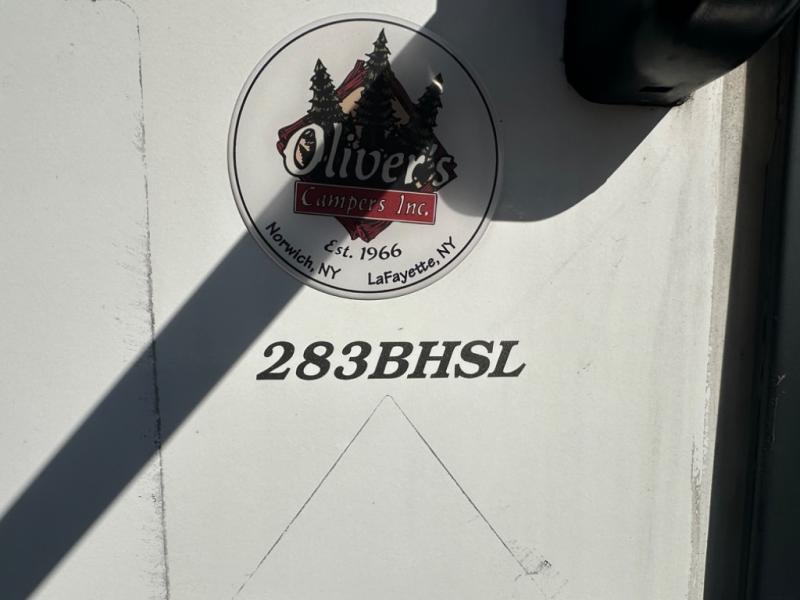 Oliver's
Campers Inc.
Est. 1966
Norwich, NY LaFayette, NY
283BHSL